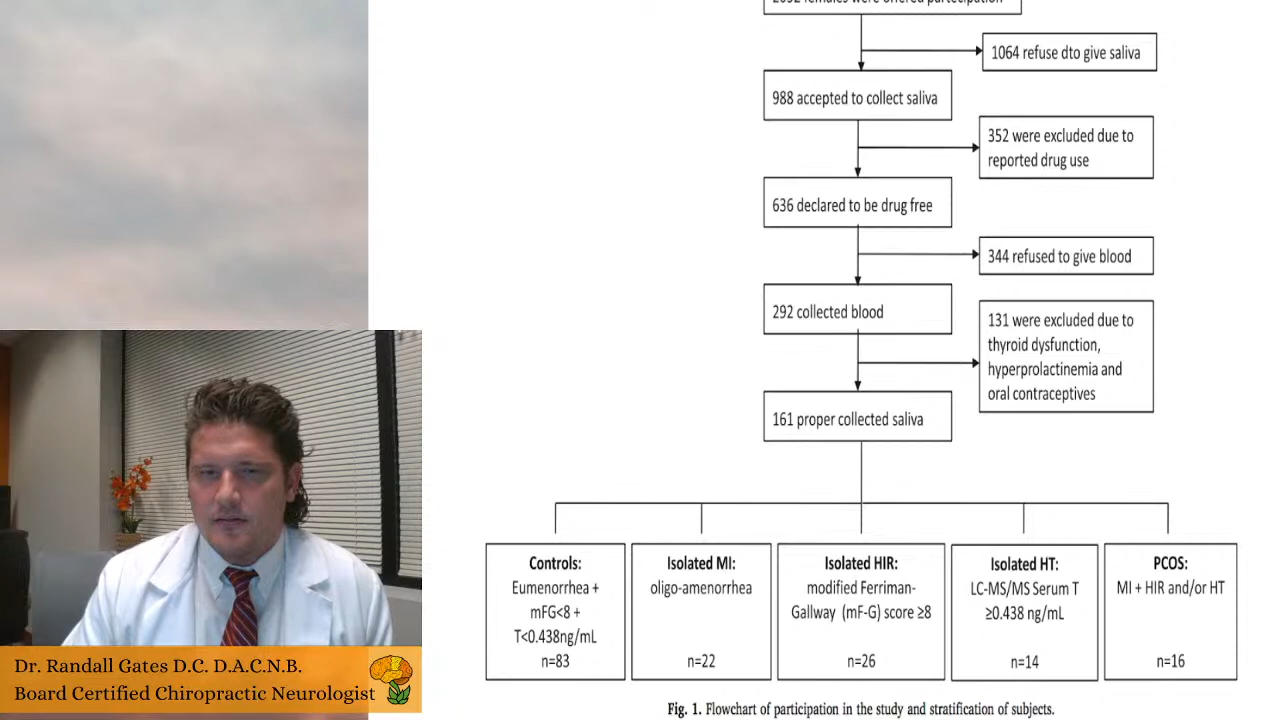 females were offered partecipation
1064 refuse dto give saliva
988 accepted to collect saliva
352 were excluded due to
reported drug use
636 declared to be drug free
344 refused to give blood
292 collected blood
131 were excluded due to
thyroid dysfunction,
hyperprolactinemia and
oral contraceptives
161 proper collected saliva
Controls:
Eumenorrhea +
mFG<8 +
T<0.438ng/mL
n=83
Isolated MI:
oligo-amenorrhea
n=22
Isolated HIR:
modified Ferriman-
Gallway (mF-G) score ≥8
n=26
Isolated HT:
LC-MS/MS Serum T
≥0.438 ng/mL
n=14
PCOS:
MI + HIR and/or HT
n=16
Fig. 1. Flowchart of participation in the study and stratification of subjects.
Dr. Randall Gates D.C. D.A.C.N.B.
Board Certified Chiropractic Neurologist